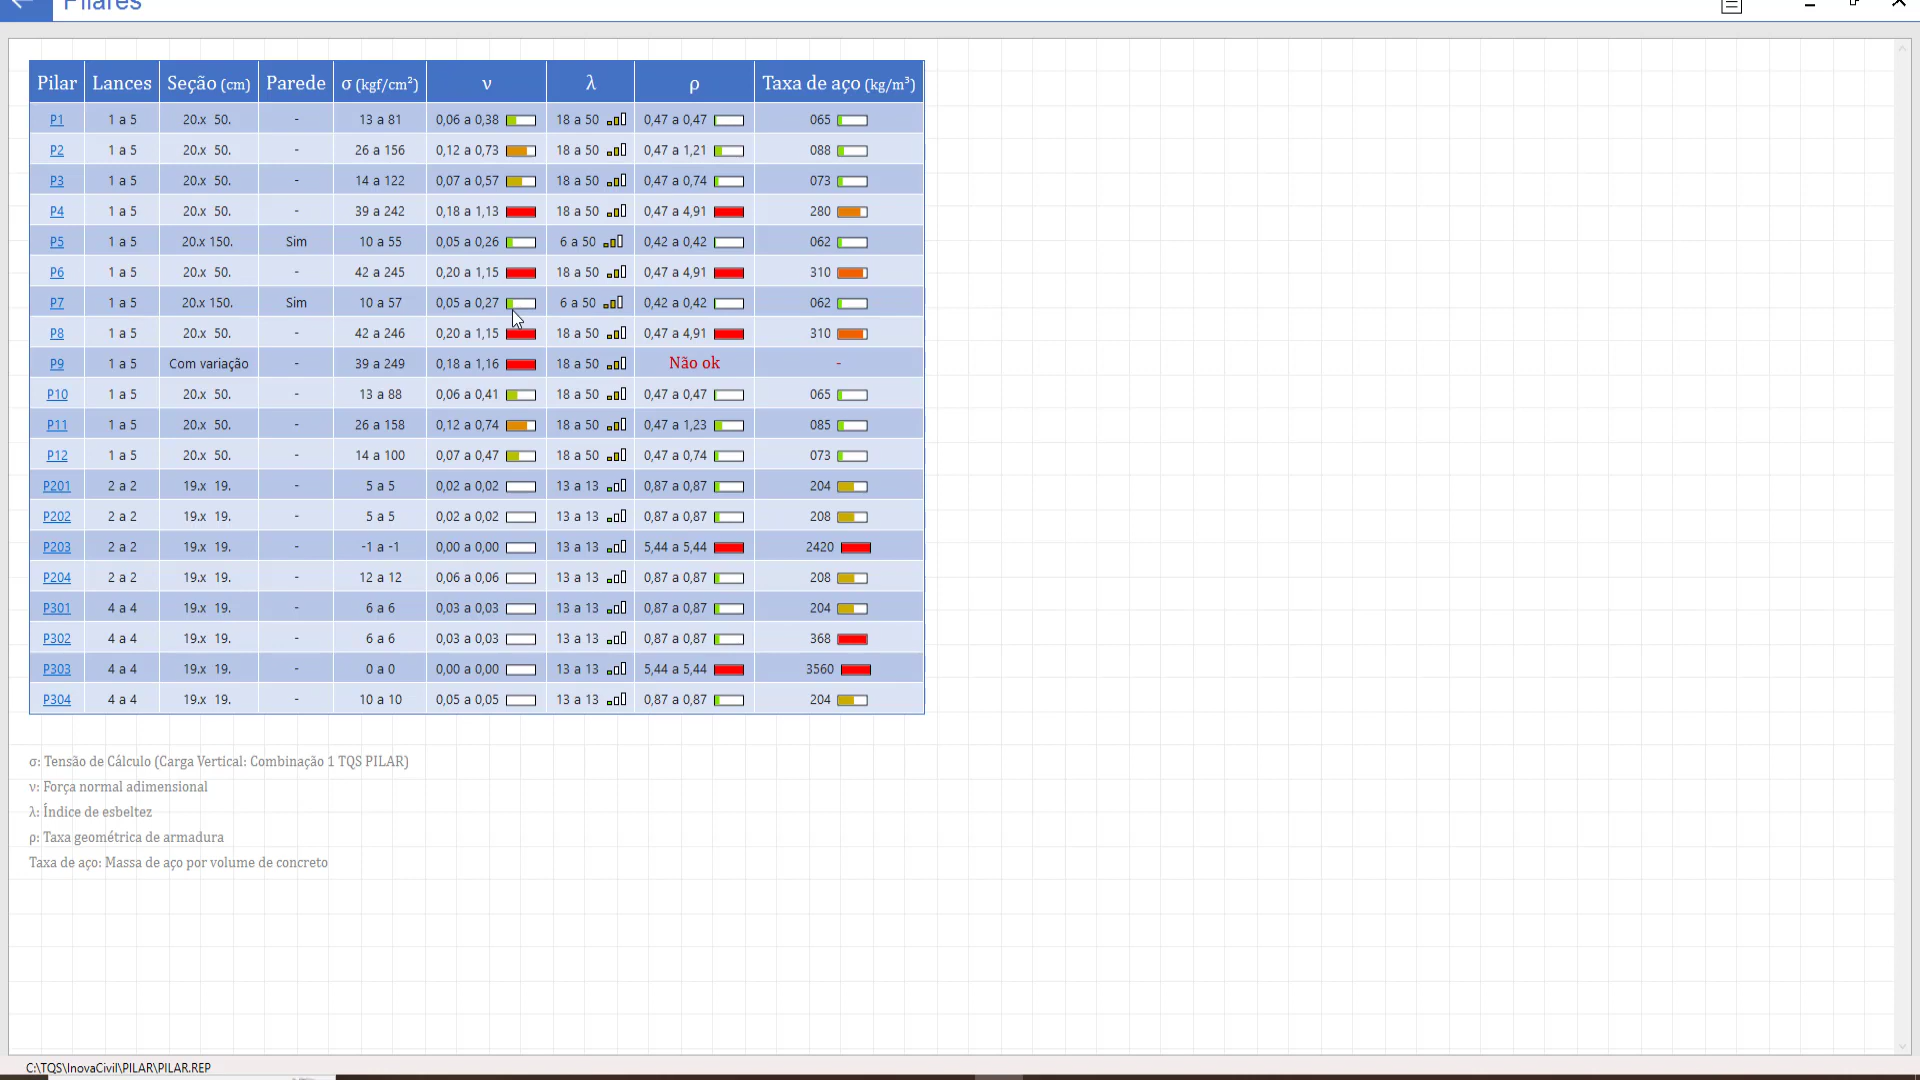 Pilares
Pilar Lances Seção (cm) Parede σ (kgf/cm²) ν λ ρ Taxa de aço (kg/m³)
P1 1 a 5 20.x 50. - 13 a 81 0,06 a 0,38 18 a 50 0,47 a 0,47 065
P2 1 a 5 20.x 50. - 26 a 156 0,12 a 0,73 18 a 50 0,47 a 1,21 088
P3 1 a 5 20.x 50. - 14 a 122 0,07 a 0,57 18 a 50 0,47 a 0,74 073
P4 1 a 5 20.x 50. - 39 a 242 0,18 a 1,13 18 a 50 0,47 a 4,91 280
P5 1 a 5 20.x 150. Sim 10 a 55 0,05 a 0,26 6 a 50 0,42 a 0,42 062
P6 1 a 5 20.x 50. - 42 a 245 0,20 a 1,15 18 a 50 0,47 a 4,91 310
P7 1 a 5 20.x 150. Sim 10 a 57 0,05 a 0,27 6 a 50 0,42 a 0,42 062
P8 1 a 5 20.x 50. - 42 a 246 0,20 a 1,15 18 a 50 0,47 a 4,91 310
P9 1 a 5 Com variação - 39 a 249 0,18 a 1,16 18 a 50 Não ok -
P10 1 a 5 20.x 50. - 13 a 88 0,06 a 0,41 18 a 50 0,47 a 0,47 065
P11 1 a 5 20.x 50. - 26 a 158 0,12 a 0,74 18 a 50 0,47 a 1,23 085
P12 1 a 5 20.x 50. - 14 a 100 0,07 a 0,47 18 a 50 0,47 a 0,74 073
P201 2 a 2 19.x 19. - 5 a 5 0,02 a 0,02 13 a 13 0,87 a 0,87 204
P202 2 a 2 19.x 19. - 5 a 5 0,02 a 0,02 13 a 13 0,87 a 0,87 208
P203 2 a 2 19.x 19. - -1 a -1 0,00 a 0,00 13 a 13 5,44 a 5,44 2420
P204 2 a 2 19.x 19. - 12 a 12 0,06 a 0,06 13 a 13 0,87 a 0,87 208
P301 4 a 4 19.x 19. - 6 a 6 0,03 a 0,03 13 a 13 0,87 a 0,87 204
P302 4 a 4 19.x 19. - 6 a 6 0,03 a 0,03 13 a 13 0,87 a 0,87 368
P303 4 a 4 19.x 19. - 0 a 0 0,00 a 0,00 13 a 13 5,44 a 5,44 3560
P304 4 a 4 19.x 19. - 10 a 10 0,05 a 0,05 13 a 13 0,87 a 0,87 204
σ: Tensão de Cálculo (Carga Vertical: Combinação 1 TQS PILAR)
ν: Força normal adimensional
λ: Índice de esbeltez
ρ: Taxa geométrica de armadura
Taxa de aço: Massa de aço por volume de concreto
C:\TQS\InovaCivil\PILAR\PILAR.REP